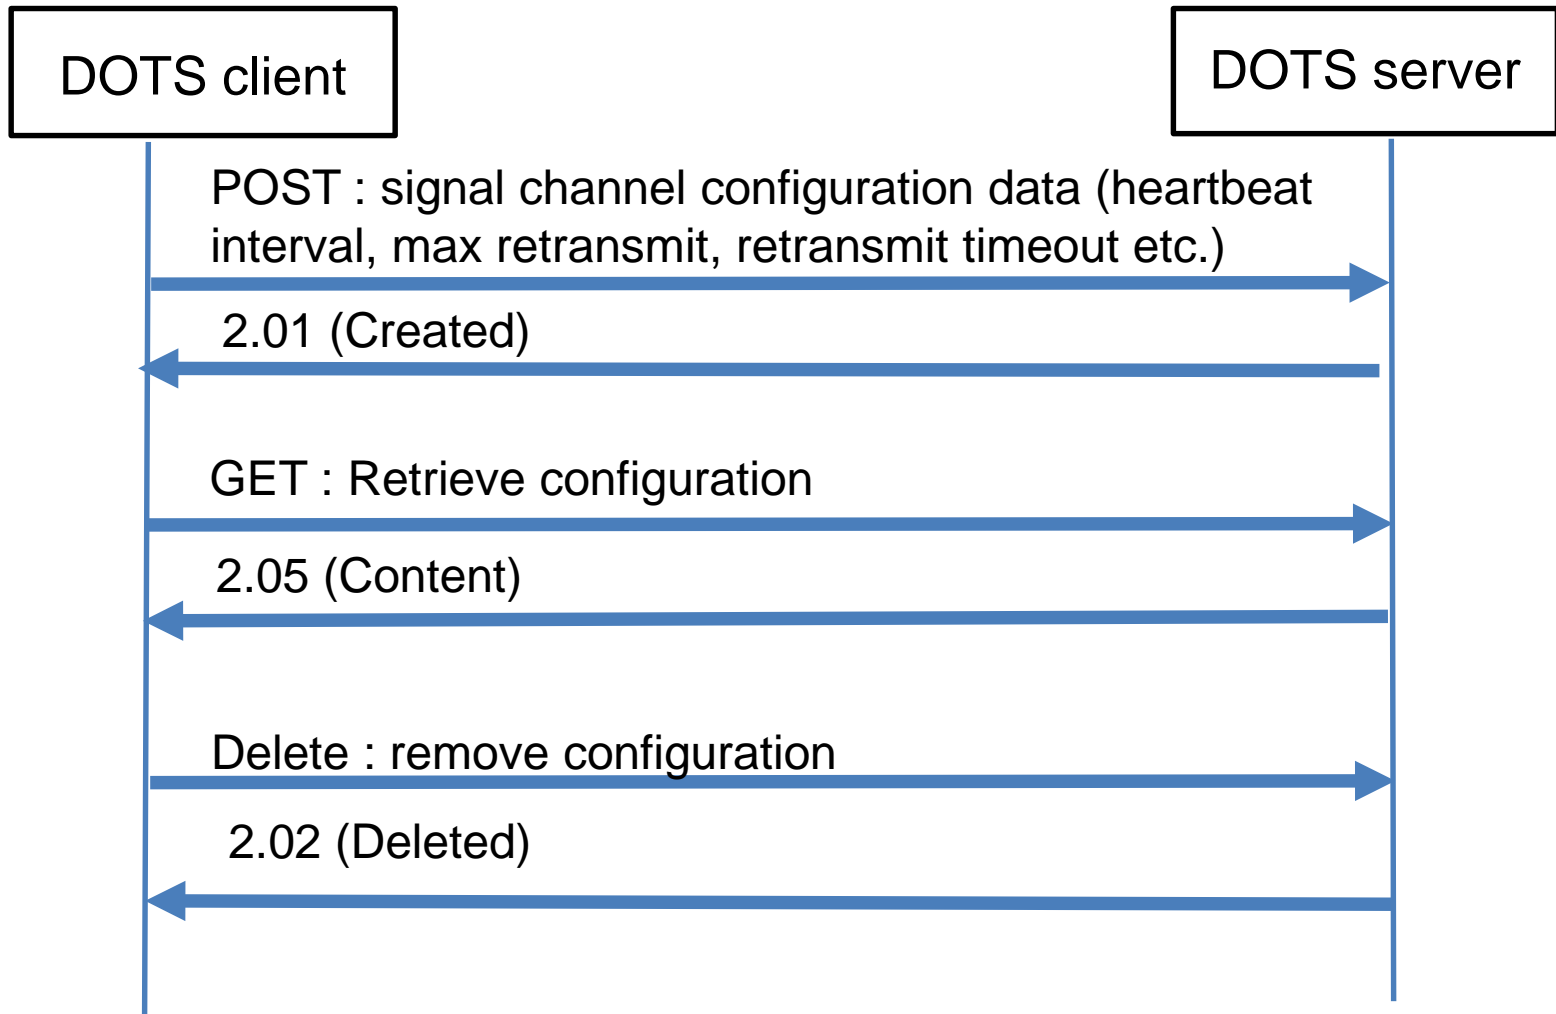 DOTS client
DOTS server
POST : signal channel configuration data (heartbeat
interval, max retransmit, retransmit timeout etc.)
2.01 (Created)
GET : Retrieve configuration
2.05 (Content)
Delete : remove configuration
2.02 (Deleted)